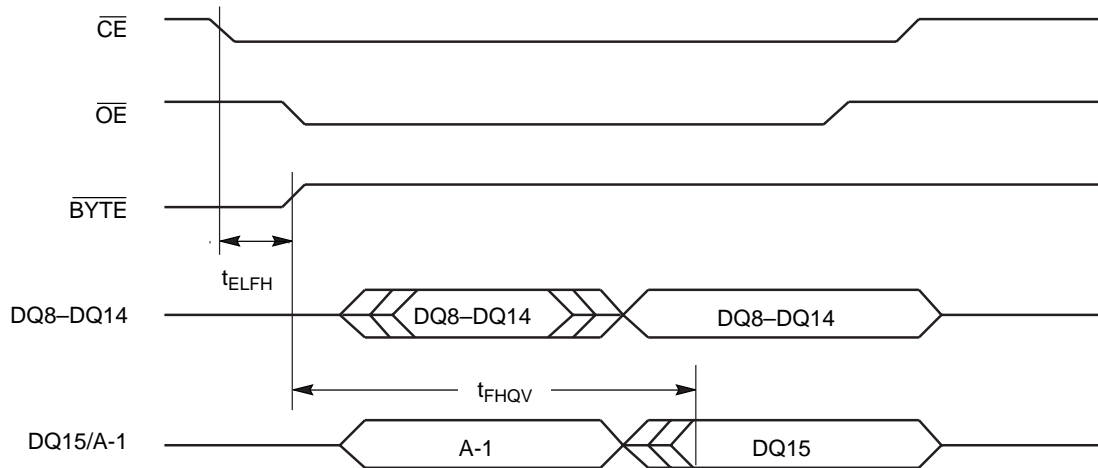 CE
OE
BYTE
tELFH
DQ8–DQ14 DQ8–DQ14 DQ8–DQ14
tFHQV
DQ15/A-1 A-1 DQ15